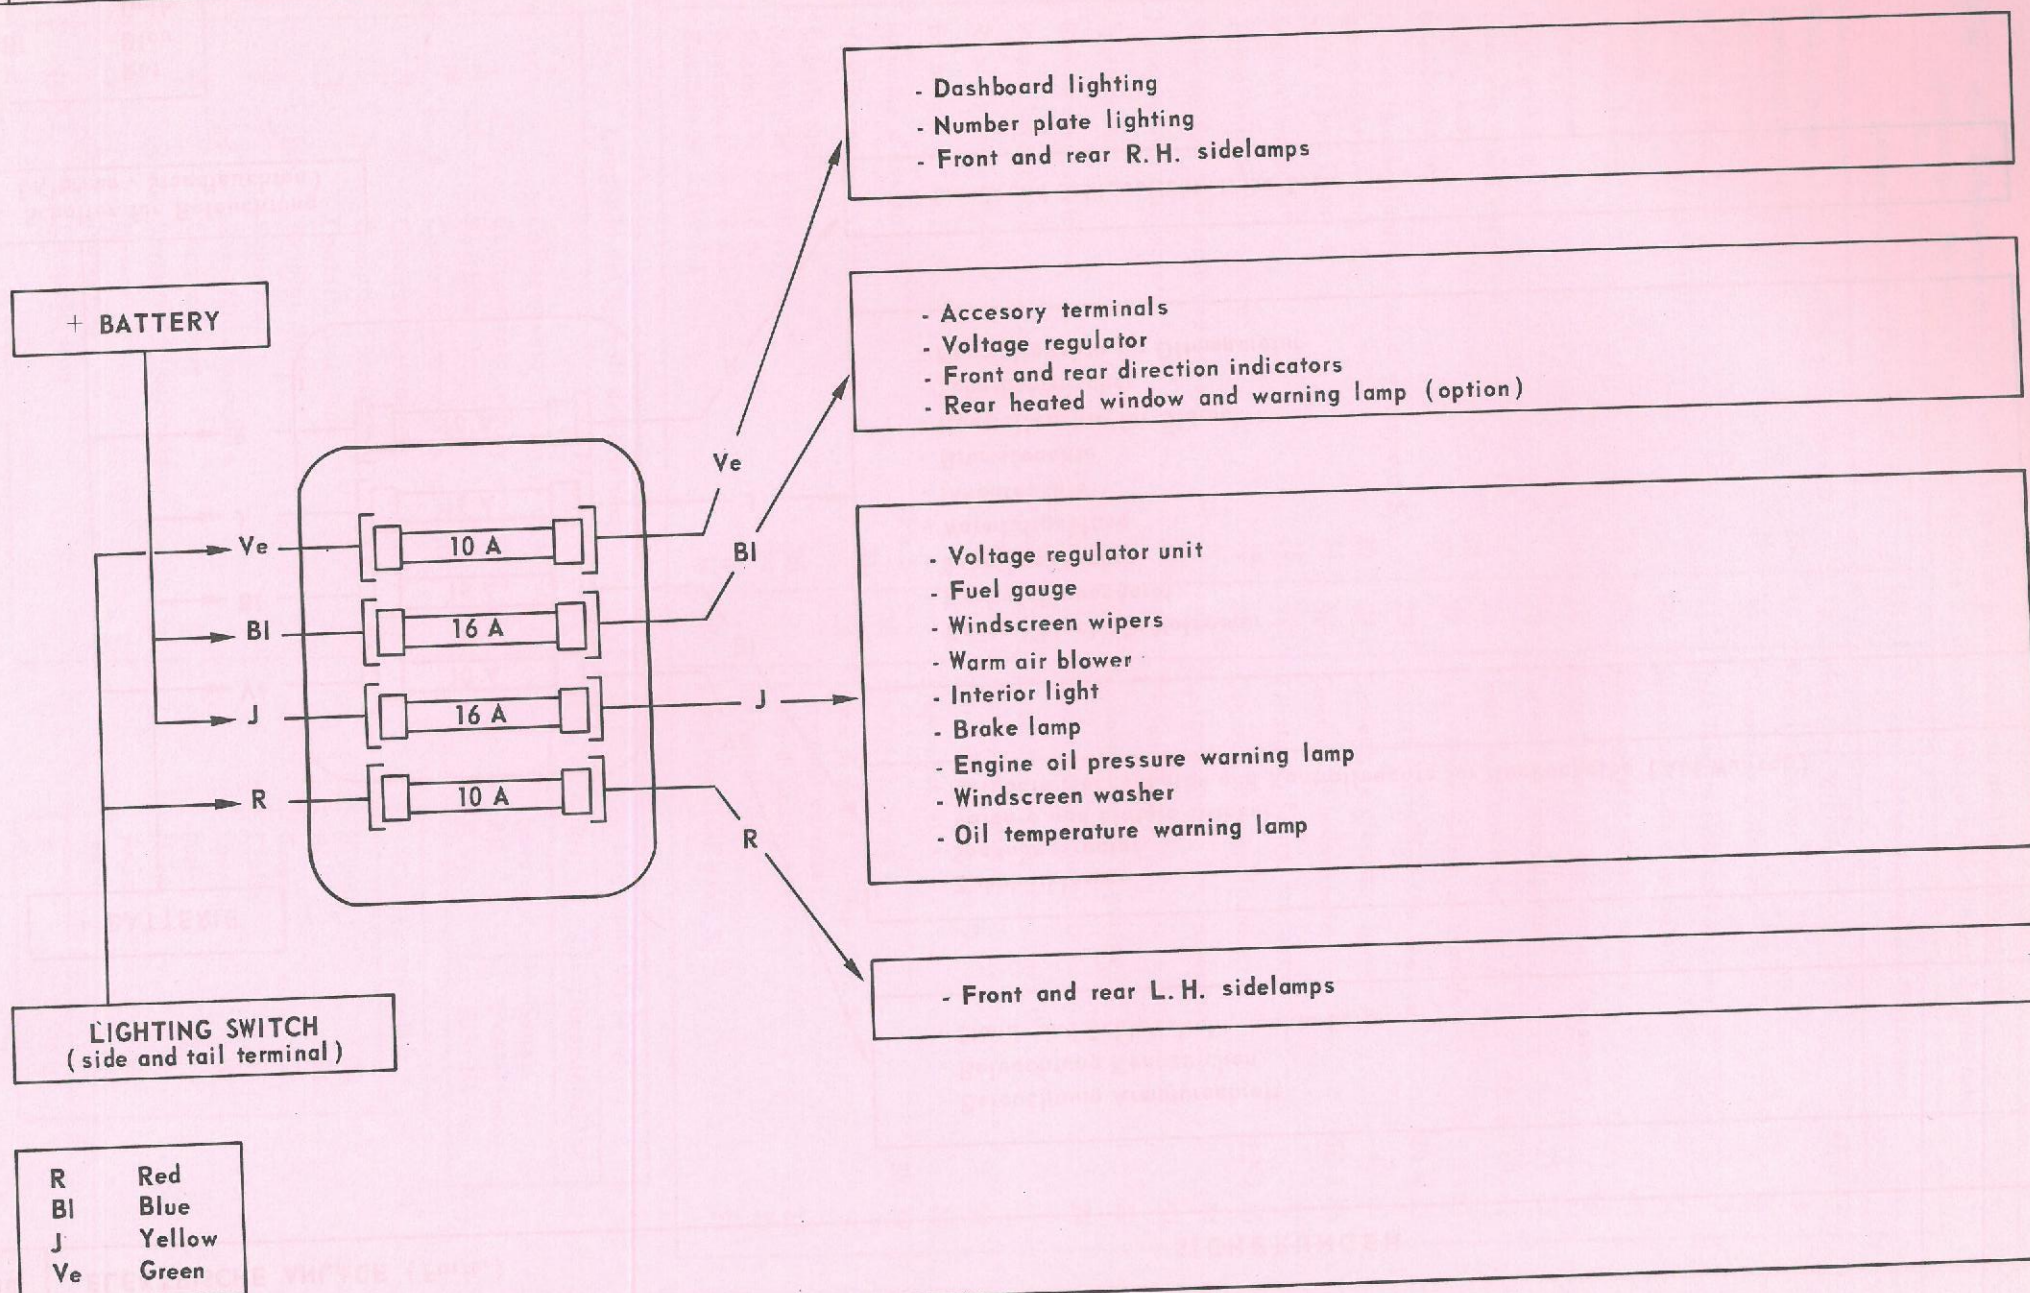 - Dashboard lighting
- Number plate lighting
- Front and rear R.H. sidelamps
+ BATTERY
- Accesory terminals
- Voltage regulator
- Front and rear direction indicators
- Rear heated window and warning lamp (option)
Ve
Ve
10 A
Bl
Bl
16 A
J
16 A
J
R
10 A
R
- Voltage regulator unit
- Fuel gauge
- Windscreen wipers
- Warm air blower
- Interior light
- Brake lamp
- Engine oil pressure warning lamp
- Windscreen washer
- Oil temperature warning lamp
- Front and rear L.H. sidelamps
LIGHTING SWITCH
(side and tail terminal)
R Red
Bl Blue
J Yellow
Ve Green